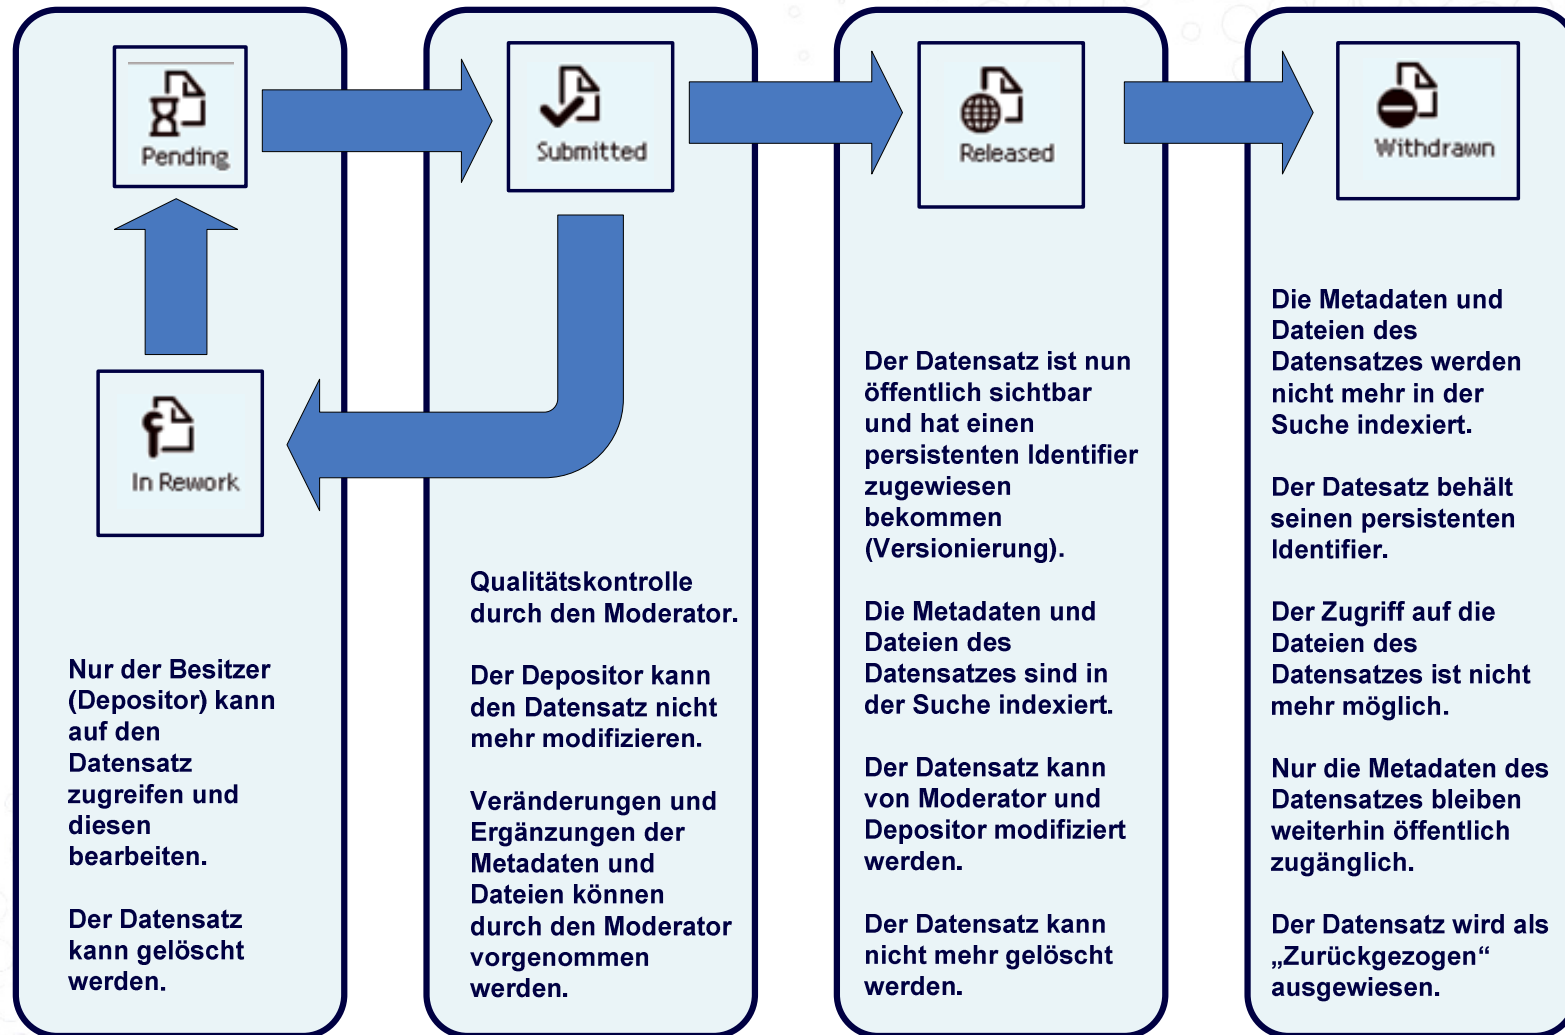 Pending
In Rework
Nur der Besitzer
(Depositor) kann
auf den
Datensatz
zugreifen und
diesen
bearbeiten.
Der Datensatz
kann gelöscht
werden.
Submitted
Qualitätskontrolle
durch den Moderator.
Der Depositor kann
den Datensatz nicht
mehr modifizieren.
Veränderungen und
Ergänzungen der
Metadaten und
Dateien können
durch den Moderator
vorgenommen
werden.
Released
Der Datensatz ist nun
öffentlich sichtbar
und hat einen
persistenten Identifier
zugewiesen
bekommen
(Versionierung).
Die Metadaten und
Dateien des
Datensatzes sind in
der Suche indexiert.
Der Datensatz kann
von Moderator und
Depositor modifiziert
werden.
Der Datensatz kann
nicht mehr gelöscht
werden.
Withdrawn
Die Metadaten und
Dateien des
Datensatzes werden
nicht mehr in der
Suche indexiert.
Der Datesatz behält
seinen persistenten
Identifier.
Der Zugriff auf die
Dateien des
Datensatzes ist nicht
mehr möglich.
Nur die Metadaten des
Datensatzes bleiben
weiterhin öffentlich
zugänglich.
Der Datensatz wird als
„Zurückgezogen“
ausgewiesen.